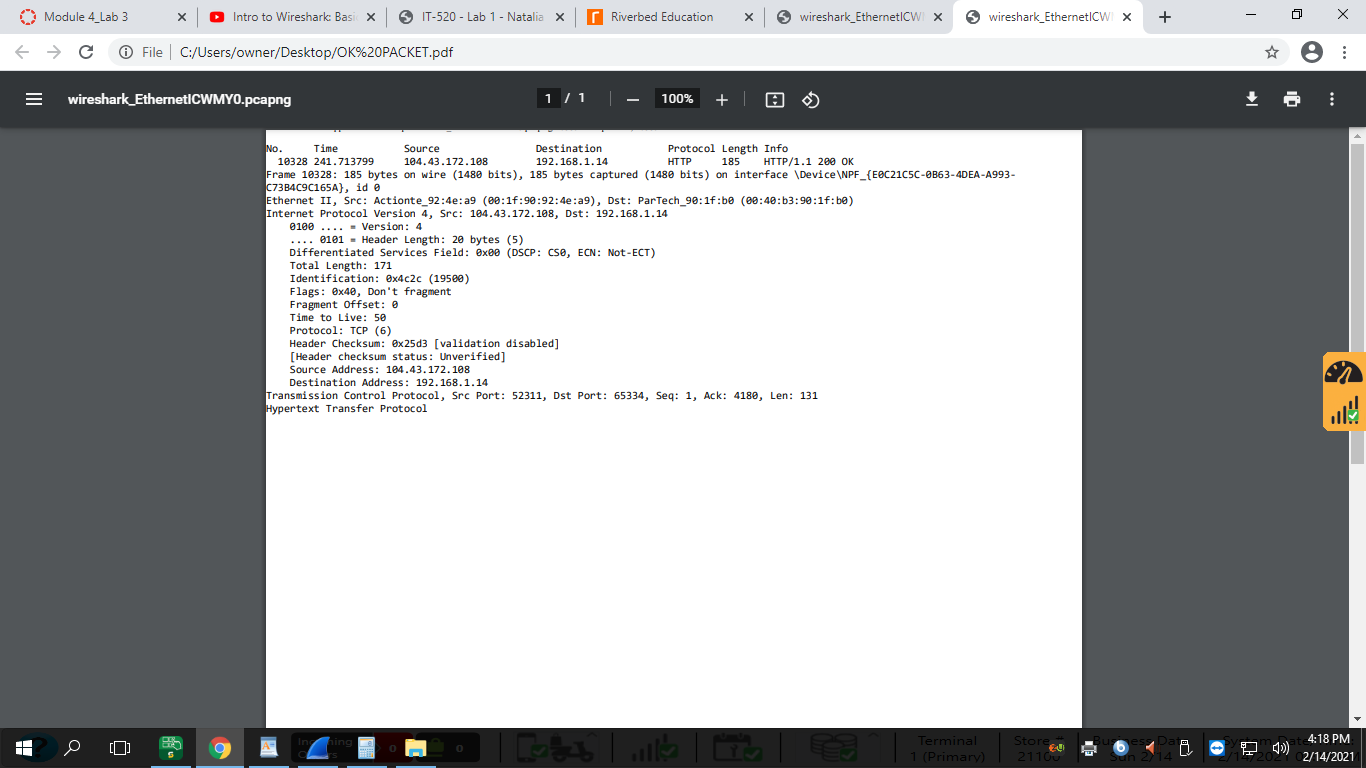 Module 4_Lab 3
Intro to Wireshark: Basi
IT-520 - Lab 1 - Natalia
Riverbed Education
wireshark_EthernetICWM
wireshark_EthernetICWM
File
C:/Users/owner/Desktop/OK%20PACKET.pdf
wireshark_EthernetICWMY0.pcapng
1 / 1
100%
No. Time Source Destination Protocol Length Info
10328 241.713799 104.43.172.108 192.168.1.14 HTTP 185 HTTP/1.1 200 OK
Frame 10328: 185 bytes on wire (1480 bits), 185 bytes captured (1480 bits) on interface \Device\NPF_{E0C21C5C-0B63-4DEA-A993-
C73B4C9C165A}, id 0
Ethernet II, Src: Actionte_92:4e:a9 (00:1f:90:92:4e:a9), Dst: ParTech_90:1f:b0 (00:40:b3:90:1f:b0)
Internet Protocol Version 4, Src: 104.43.172.108, Dst: 192.168.1.14
0100 .... = Version: 4
.... 0101 = Header Length: 20 bytes (5)
Differentiated Services Field: 0x00 (DSCP: CS0, ECN: Not-ECT)
Total Length: 171
Identification: 0x4c2c (19500)
Flags: 0x40, Don't fragment
Fragment Offset: 0
Time to Live: 50
Protocol: TCP (6)
Header Checksum: 0x25d3 [validation disabled]
[Header checksum status: Unverified]
Source Address: 104.43.172.108
Destination Address: 192.168.1.14
Transmission Control Protocol, Src Port: 52311, Dst Port: 65334, Seq: 1, Ack: 4180, Len: 131
Hypertext Transfer Protocol
Terminal
1 (Primary)
Store
21100
Sun 2/14
4:18 PM
2/14/2021